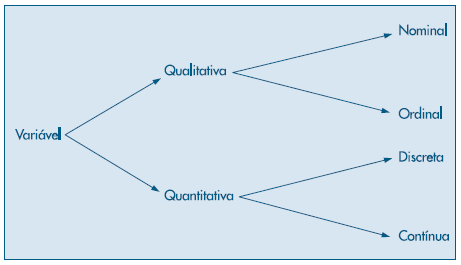 Nominal
Qualitativa
Ordinal
Variável
Discreta
Quantitativa
Contínua